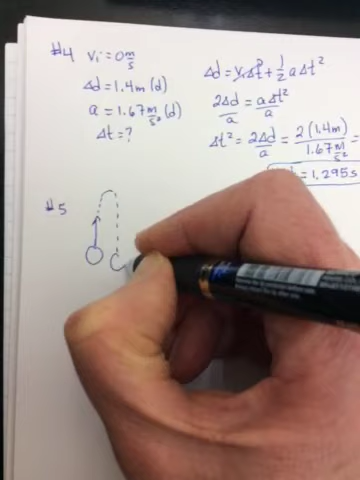 #4 Vi = 0 m/s
Δd = 1.4m (d)
a = 1.67 m/s² (d)
Δt = ?
Δd = ViΔt + 1/2 aΔt²
2Δd/a = aΔt²/a
Δt² = 2Δd/a = 2(1.4m)/1.67 m/s² =
= 1.295s
#5